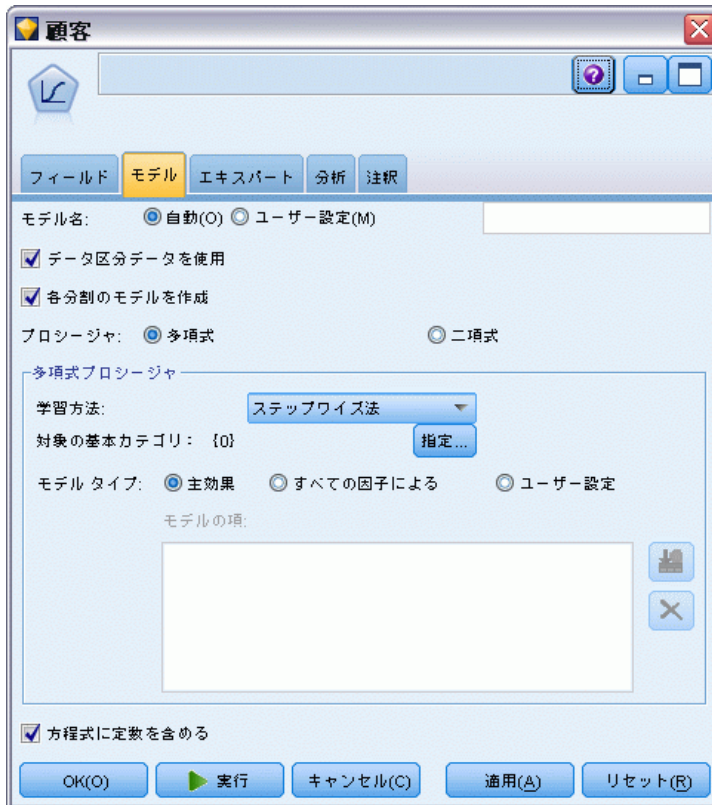 顧客
フィールド モデル エキスパート 分析 注釈
モデル名: 自動(O) ユーザー設定(M)
データ区分データを使用
各分割のモデルを作成
プロシージャ: 多項式 二項式
多項式プロシージャ
学習方法: ステップワイズ法
対象の基本カテゴリ: {0} 指定...
モデル タイプ: 主効果 すべての因子による ユーザー設定
モデルの項:
方程式に定数を含める
OK(O) 実行 キャンセル(C) 適用(A) リセット(R)